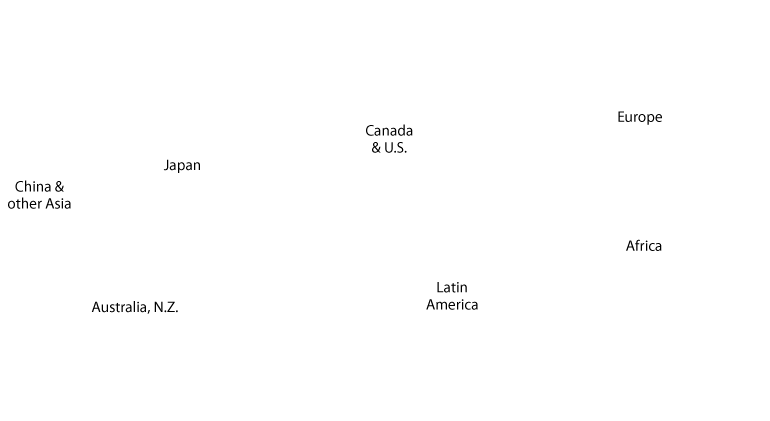 Europe
Canada
& U.S.
Japan
China &
other Asia
Africa
Latin
America
Australia, N.Z.